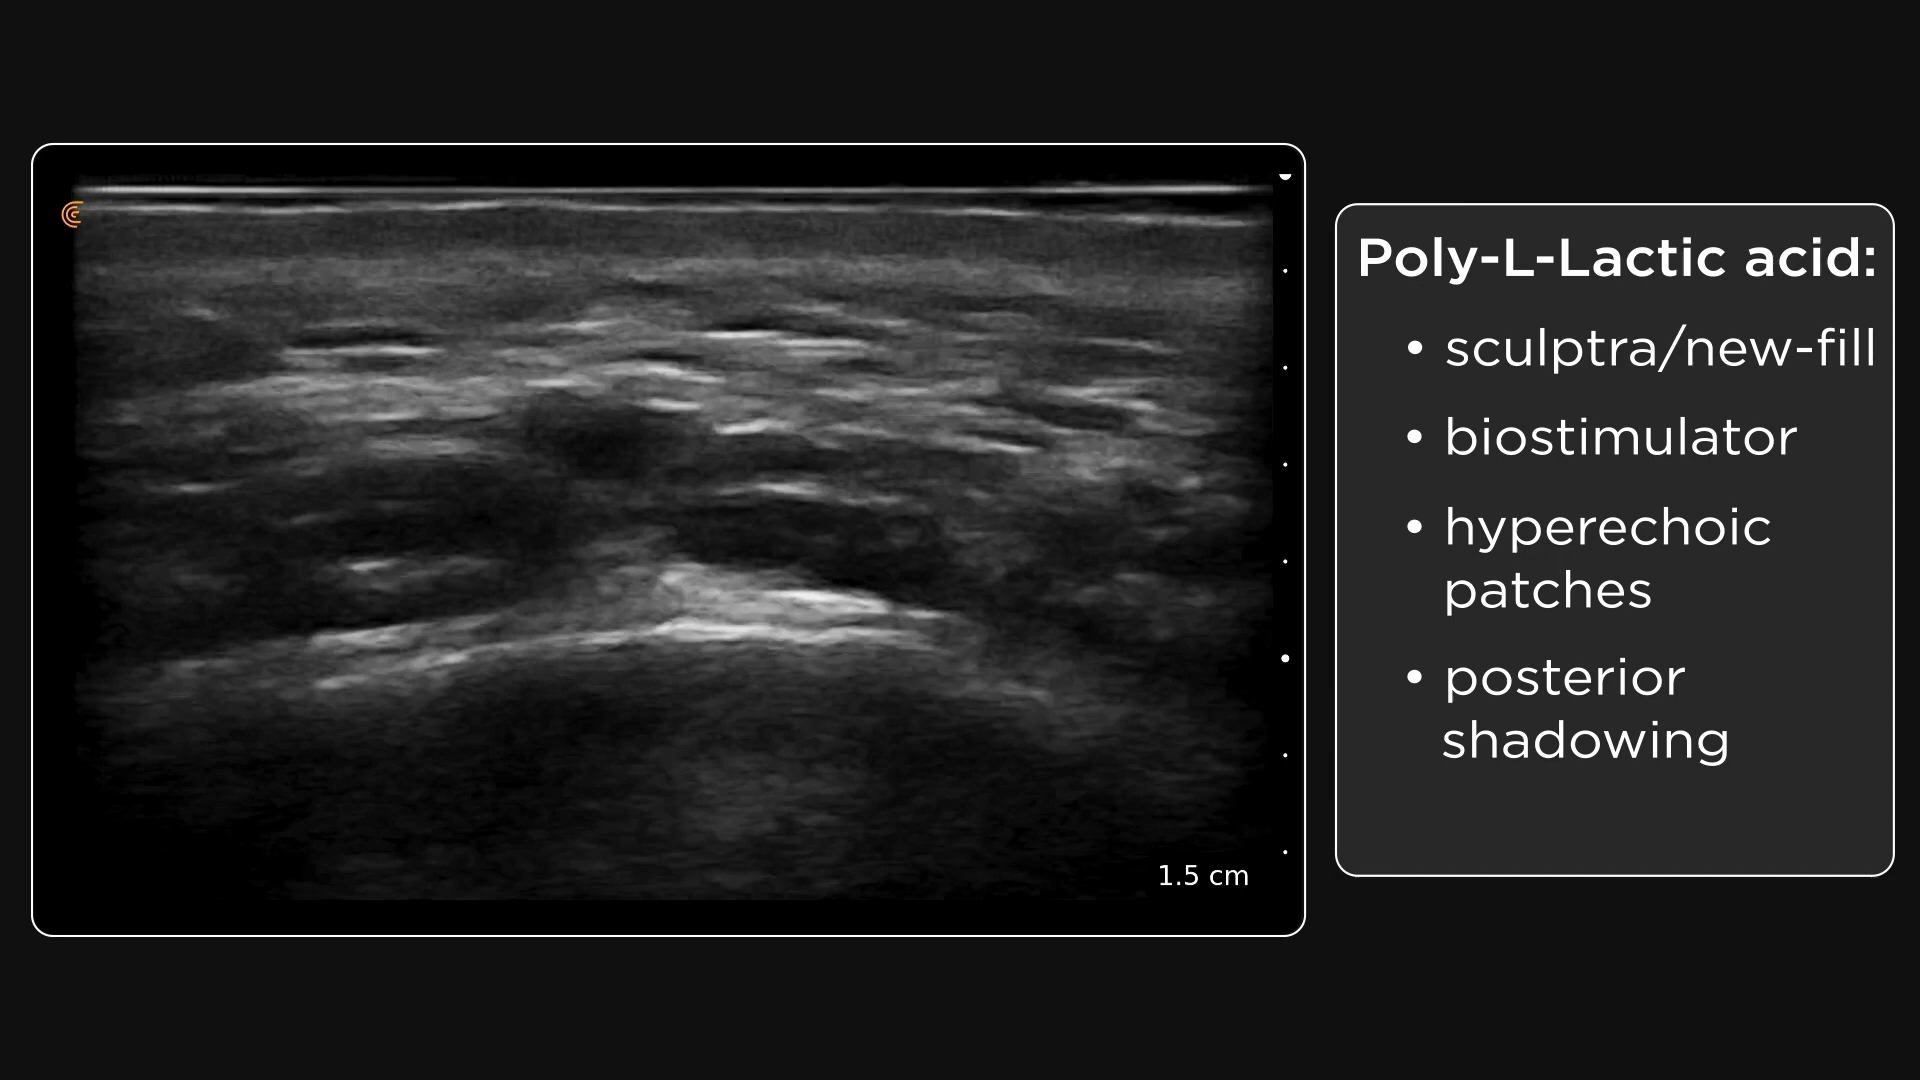 1.5 cm
Poly-L-Lactic acid:
• sculptra/new-fill
• biostimulator
• hyperechoic
patches
• posterior
shadowing